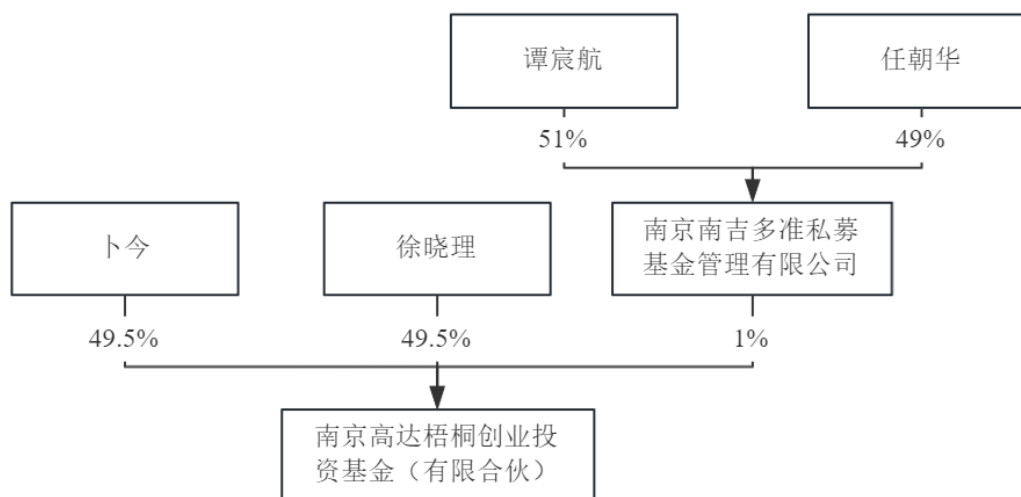 谭宸航
任朝华
51%
49%
卜今
徐晓理
南京南吉多准私募
基金管理有限公司
49.5%
49.5%
1%
南京高达梧桐创业投
资基金（有限合伙）